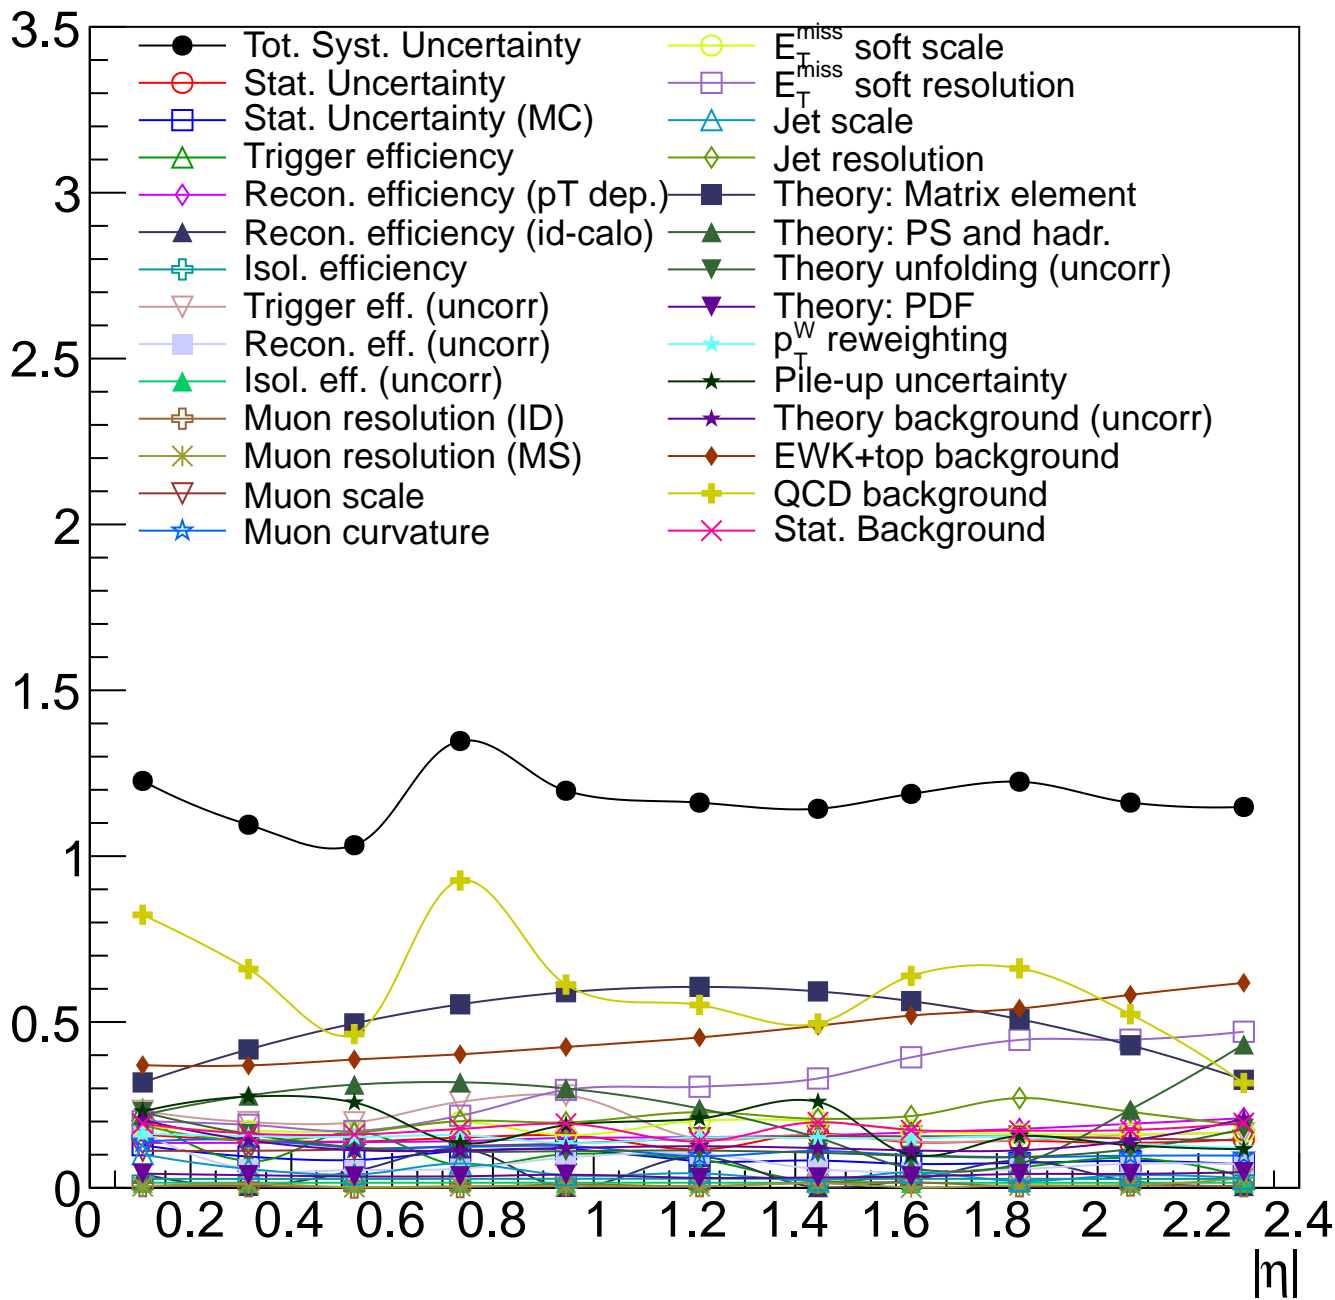 3.5
3
2.5
2
1.5
1
0.5
0
Tot. Syst. Uncertainty
Stat. Uncertainty
Stat. Uncertainty (MC)
Trigger efficiency
Recon. efficiency (pT dep.)
Recon. efficiency (id-calo)
Isol. efficiency
Trigger eff. (uncorr)
Recon. eff. (uncorr)
Isol. eff. (uncorr)
Muon resolution (ID)
Muon resolution (MS)
Muon scale
Muon curvature
E_T^miss soft scale
E_T^miss soft resolution
Jet scale
Jet resolution
Theory: Matrix element
Theory: PS and hadr.
Theory unfolding (uncorr)
Theory: PDF
p_T^W reweighting
Pile-up uncertainty
Theory background (uncorr)
EWK+top background
QCD background
Stat. Background
0 0.2 0.4 0.6 0.8 1 1.2 1.4 1.6 1.8 2 2.2 2.4
|η|